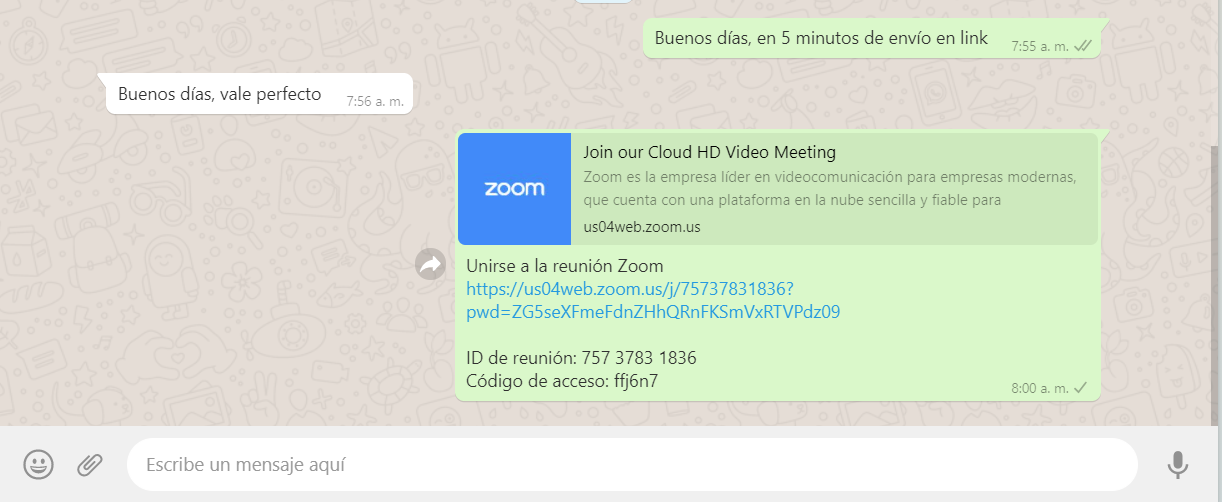 Buenos días, en 5 minutos de envío en link
7:55 a. m.
Buenos días, vale perfecto
7:56 a. m.
zoom
Join our Cloud HD Video Meeting
Zoom es la empresa líder en videocomunicación para empresas modernas,
que cuenta con una plataforma en la nube sencilla y fiable para
us04web.zoom.us
Unirse a la reunión Zoom
https://us04web.zoom.us/j/75737831836?
pwd=ZG5seXFmeFdnZHhQRnFKSmVxRTVPdz09
ID de reunión: 757 3783 1836
Código de acceso: ffj6n7
8:00 a. m.
Escribe un mensaje aquí